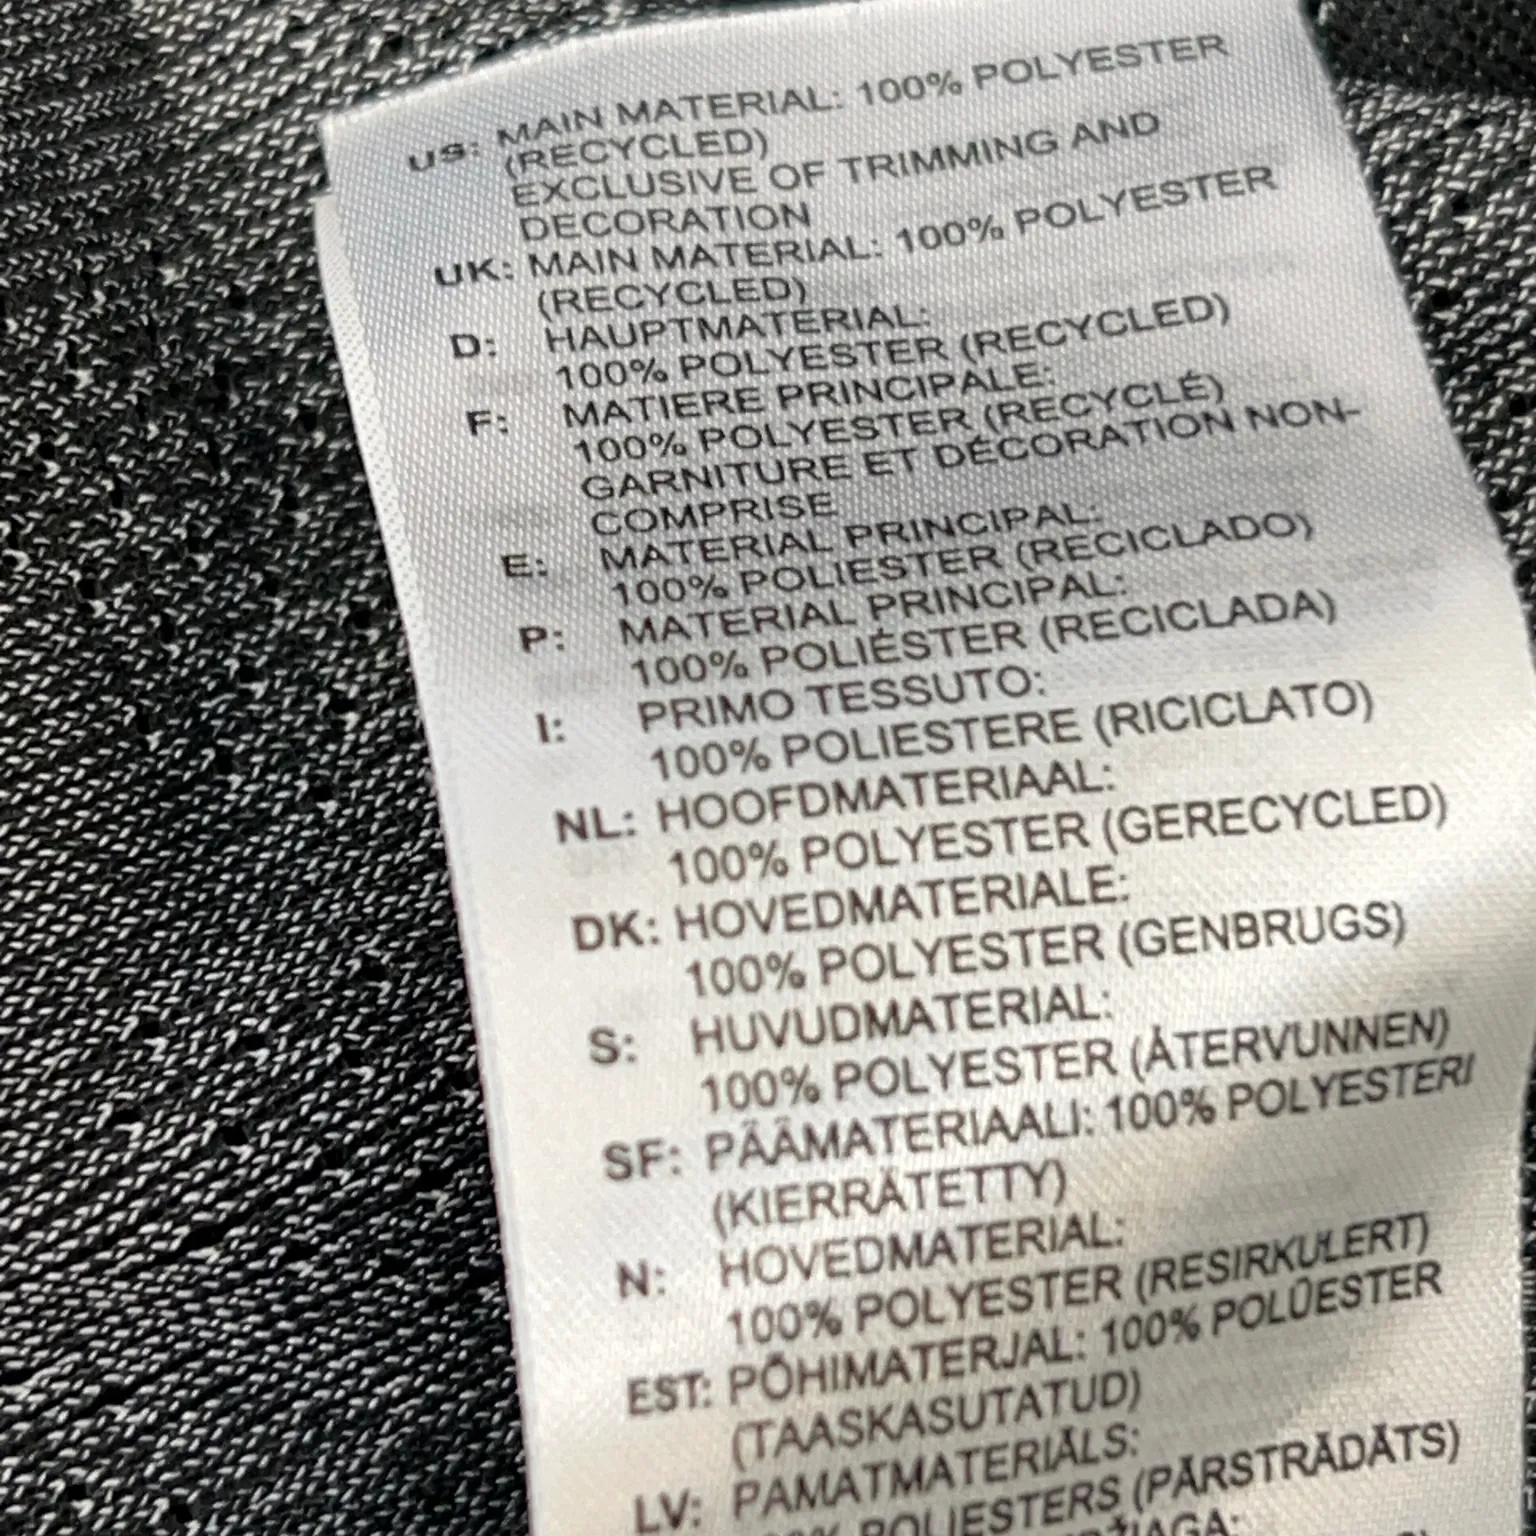 US: MAIN MATERIAL: 100% POLYESTER
(RECYCLED)
EXCLUSIVE OF TRIMMING AND
DECORATION
UK: MAIN MATERIAL: 100% POLYESTER
(RECYCLED)
D: HAUPTMATERIAL:
100% POLYESTER (RECYCLED)
F: MATIERE PRINCIPALE:
100% POLYESTER (RECYCLÉ)
GARNITURE ET DÉCORATION NON-
COMPRISE
E: MATERIAL PRINCIPAL:
100% POLIESTER (RECICLADO)
P: MATERIAL PRINCIPAL:
100% POLIÉSTER (RECICLADA)
I: PRIMO TESSUTO:
100% POLIESTERE (RICICLATO)
NL: HOOFDMATERIAAL:
100% POLYESTER (GERECYCLED)
DK: HOVEDMATERIALE:
100% POLYESTER (GENBRUGS)
S: HUVUDMATERIAL:
100% POLYESTER (ÅTERVUNNEN)
SF: PÄÄMATERIAALI: 100% POLYESTERI
(KIERRÄTETTY)
N: HOVEDMATERIAL:
100% POLYESTER (RESIRKULERT)
EST: PÕHIMATERJAL: 100% POLÜESTER
(TAASKASUTATUD)
LV: PAMATMATERIĀLS:
100% POLIESTERS (PĀRSTRĀDĀTS)